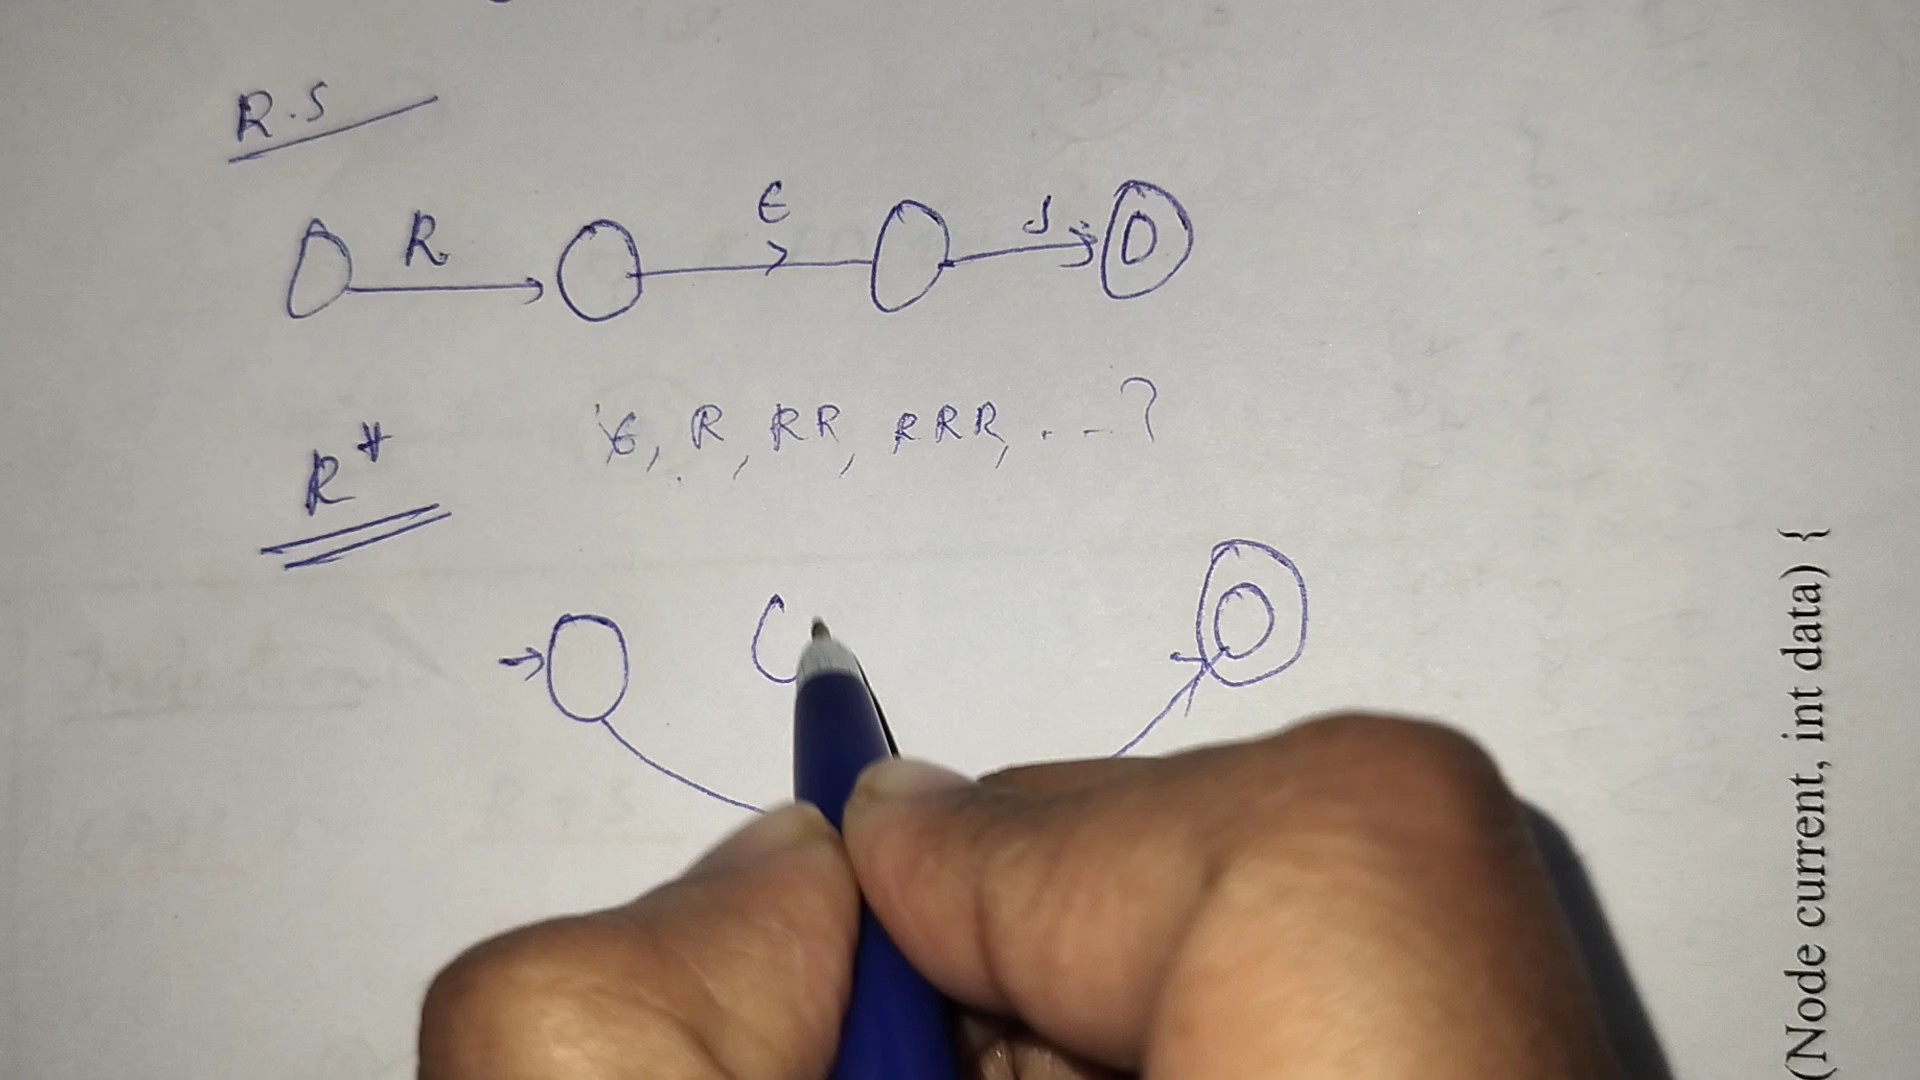 R.S
R
ϵ
S
R*
ϵ, R, RR, RRR, . - - }
(Node current, int data) {